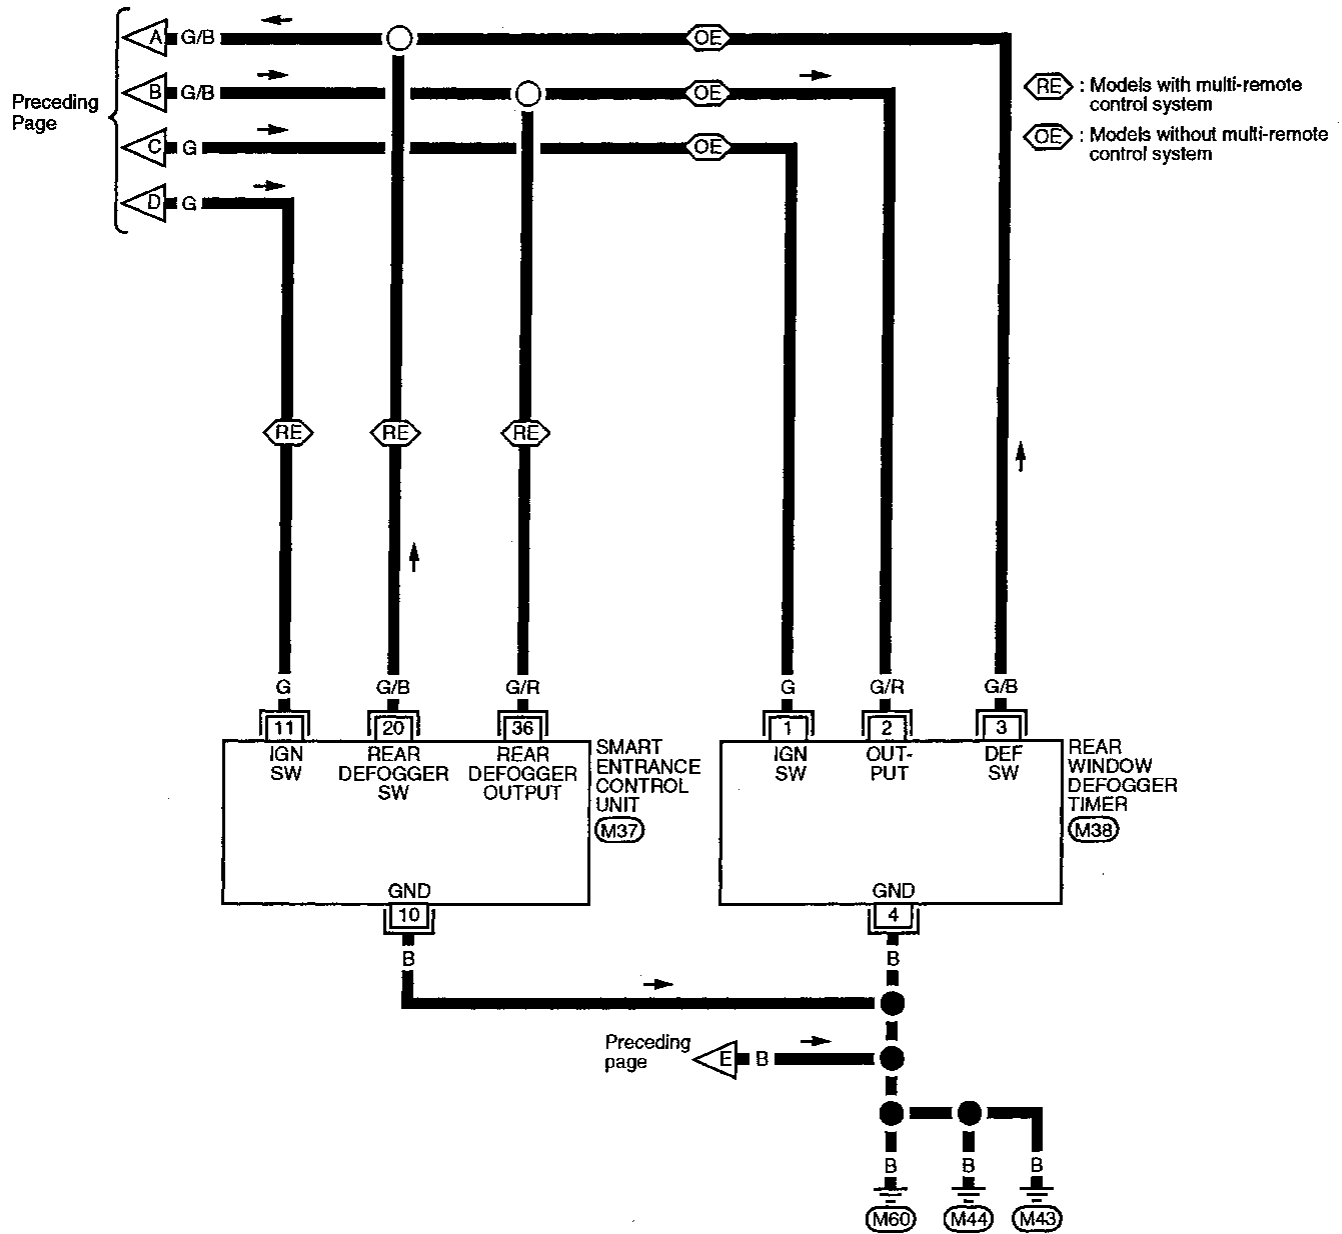 A G/B OE
B G/B OE
C G OE
D G
Preceding
Page
RE : Models with multi-remote
control system
OE : Models without multi-remote
control system
RE RE RE
G G/B G/R G G/R G/B
11 20 36 1 2 3
IGN
SW
REAR
DEFOGGER
SW
REAR
DEFOGGER
OUTPUT
SMART
ENTRANCE
CONTROL
UNIT
M37
IGN
SW
OUT-
PUT
DEF
SW
REAR
WINDOW
DEFOGGER
TIMER
M38
GND GND
10 4
B B
Preceding
page
E B
B B B
M60 M44 M43